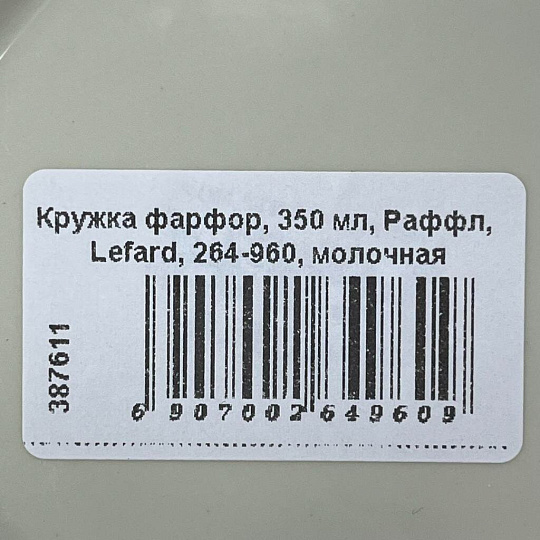 Кружка фарфор, 350 мл, Раффл,
Lefard, 264-960, молочная
387611
6 907002 649609